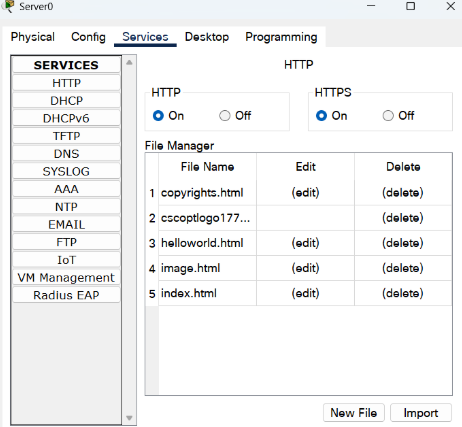 Server0
Physical Config Services Desktop Programming
SERVICES
HTTP
DHCP
DHCPv6
TFTP
DNS
SYSLOG
AAA
NTP
EMAIL
FTP
IoT
VM Management
Radius EAP
HTTP
HTTP
On Off
HTTPS
On Off
File Manager
File Name Edit Delete
1 copyrights.html (edit) (delete)
2 cscoptlogo177... (delete)
3 helloworld.html (edit) (delete)
4 image.html (edit) (delete)
5 index.html (edit) (delete)
New File Import